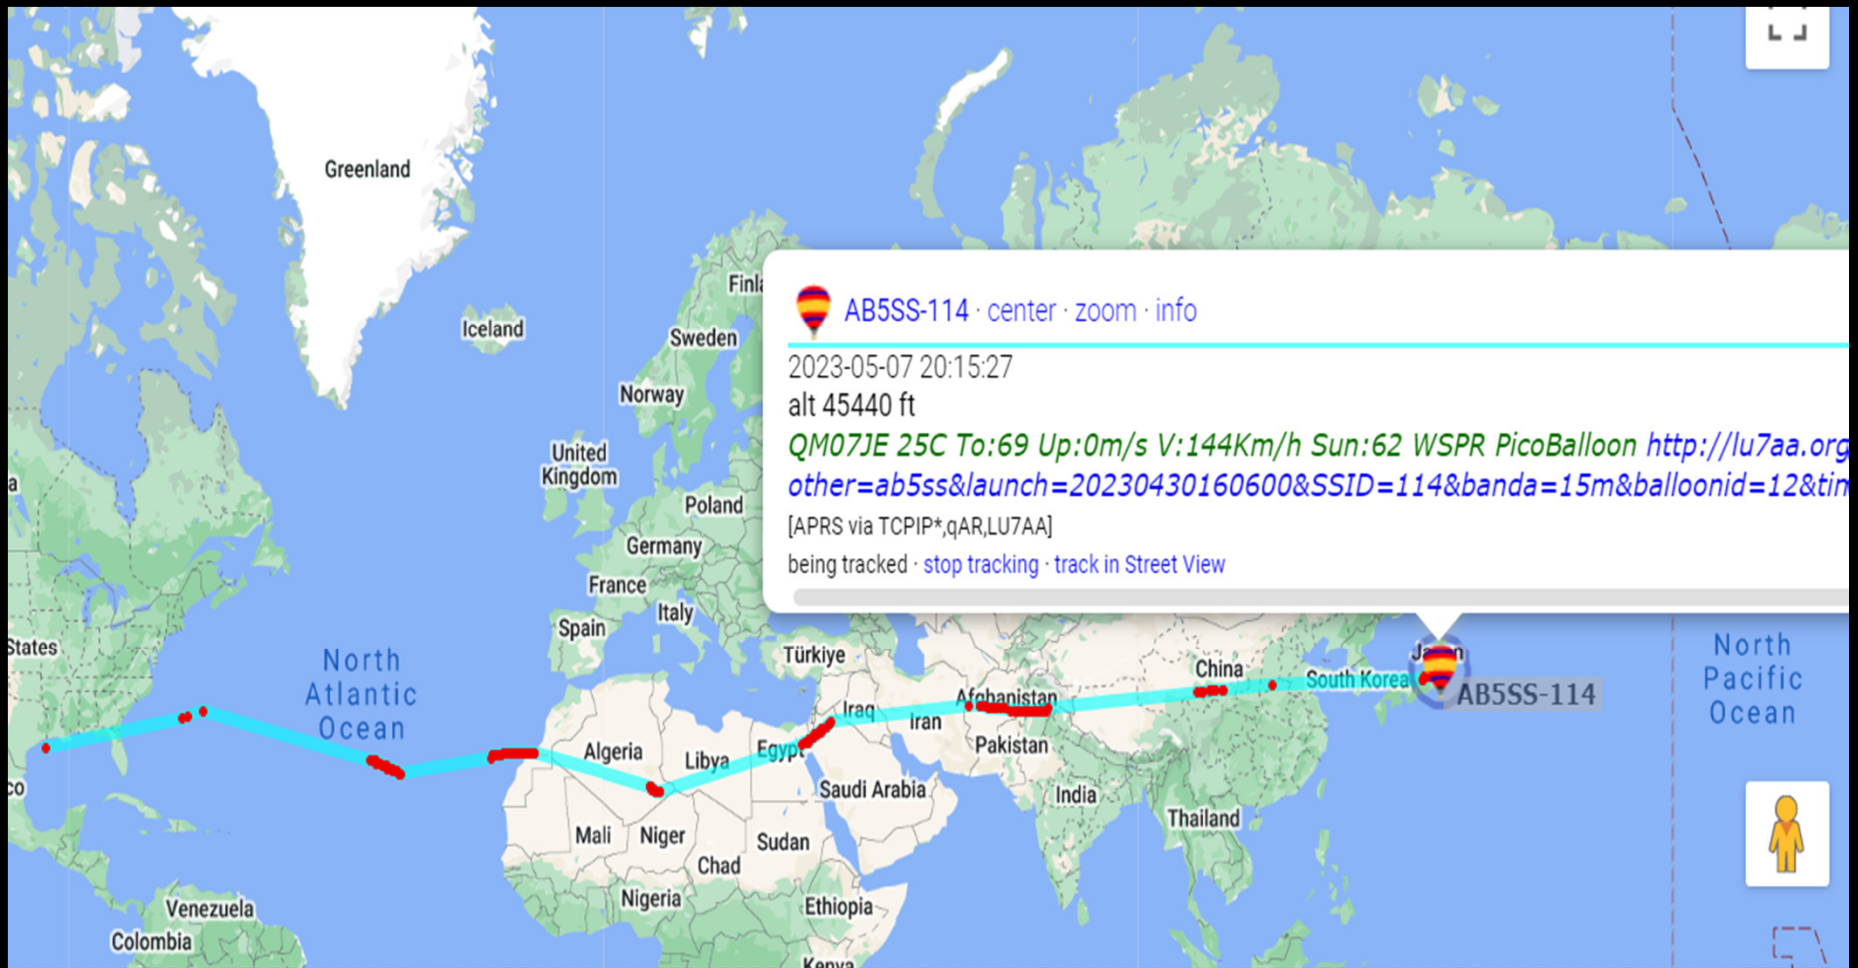 Greenland
Iceland
Finla
Sweden
Norway
AB5SS-114 · center · zoom · info
2023-05-07 20:15:27
alt 45440 ft
QM07JE 25C To:69 Up:0m/s V:144Km/h Sun:62 WSPR PicoBalloon http://lu7aa.org
other=ab5ss&launch=20230430160600&SSID=114&banda=15m&balloonid=12&tim
[APRS via TCPIP*,qAR,LU7AA]
being tracked · stop tracking · track in Street View
United
Kingdom
a
Poland
Germany
France
Italy
Spain
States
Türkiye
North
Atlantic
Ocean
China
Japan
South Korea
AB5SS-114
North
Pacific
Ocean
Afghanistan
Iraq
Iran
Pakistan
Algeria
Libya
Egypt
Saudi Arabia
India
Thailand
co
Mali
Niger
Sudan
Chad
Nigeria
Ethiopia
Venezuela
Colombia
Kenya